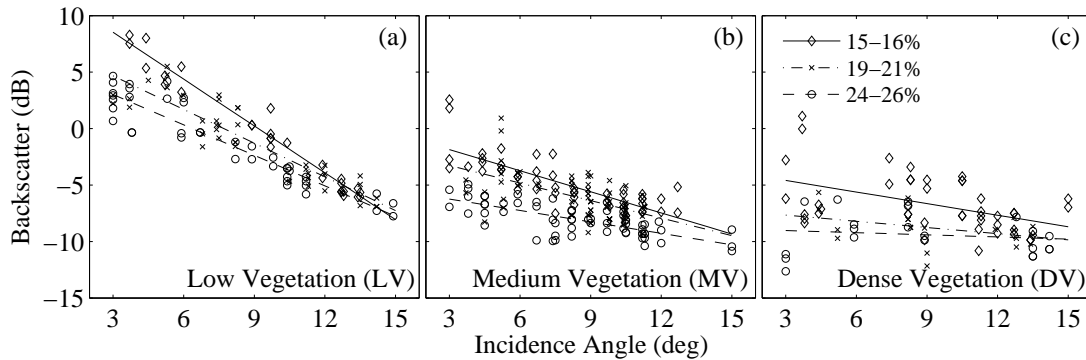 (a)
(b)
(c)
15–16%
19–21%
24–26%
10
5
0
−5
−10
−15
Backscatter (dB)
Low Vegetation (LV)
Medium Vegetation (MV)
Dense Vegetation (DV)
3 6 9 12 15
3 6 9 12 15
3 6 9 12 15
Incidence Angle (deg)